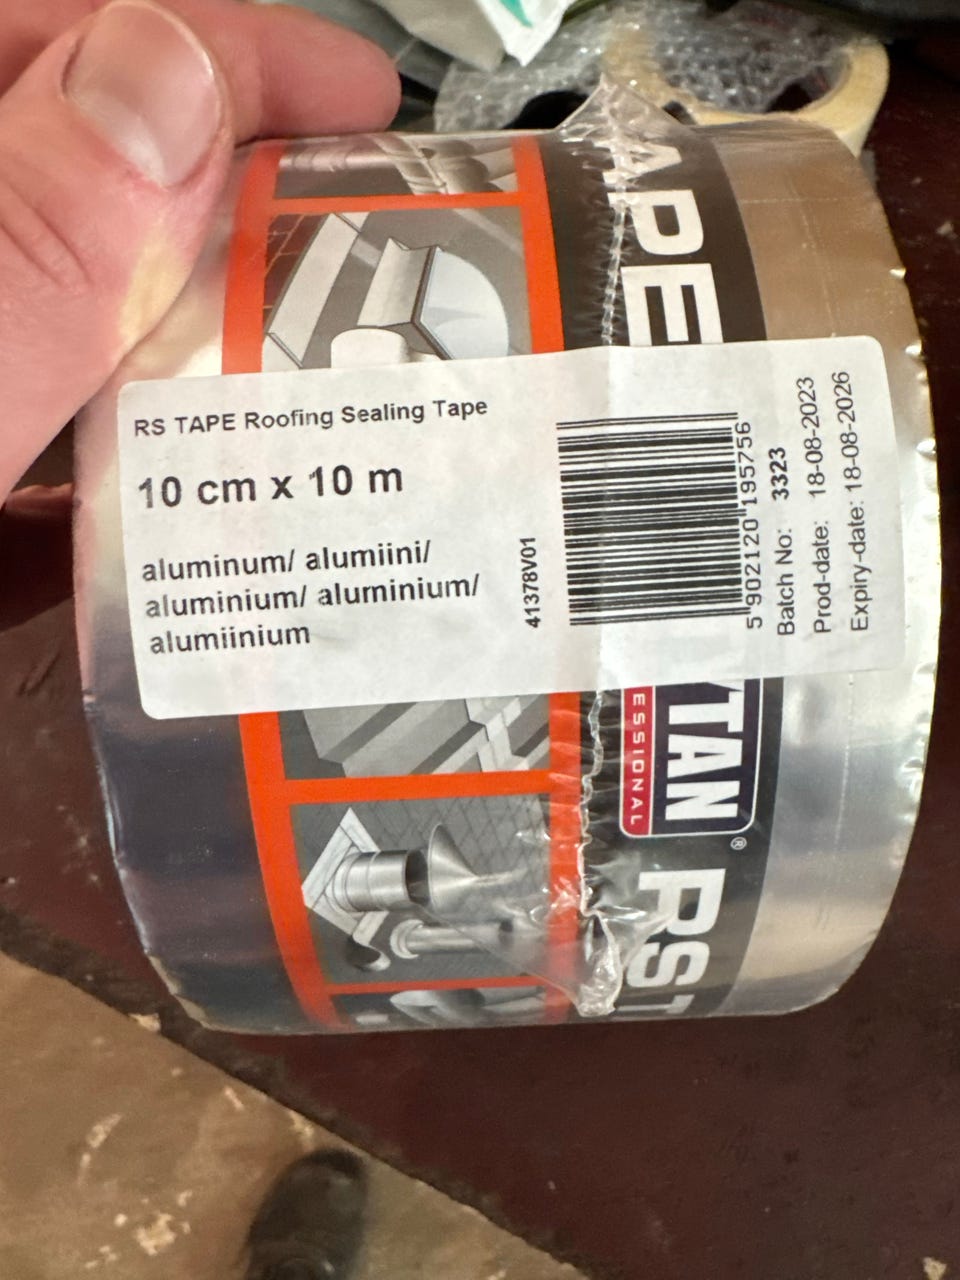 RS TAPE Roofing Sealing Tape
10 cm x 10 m
aluminum/ alumiini/
aluminium/ aluminium/
alumiinium
41378V01
5 902120 195756
Batch No: 3323
Prod-date: 18-08-2023
Expiry-date: 18-08-2026
APE
TAN
ESSIONAL
®
RS T